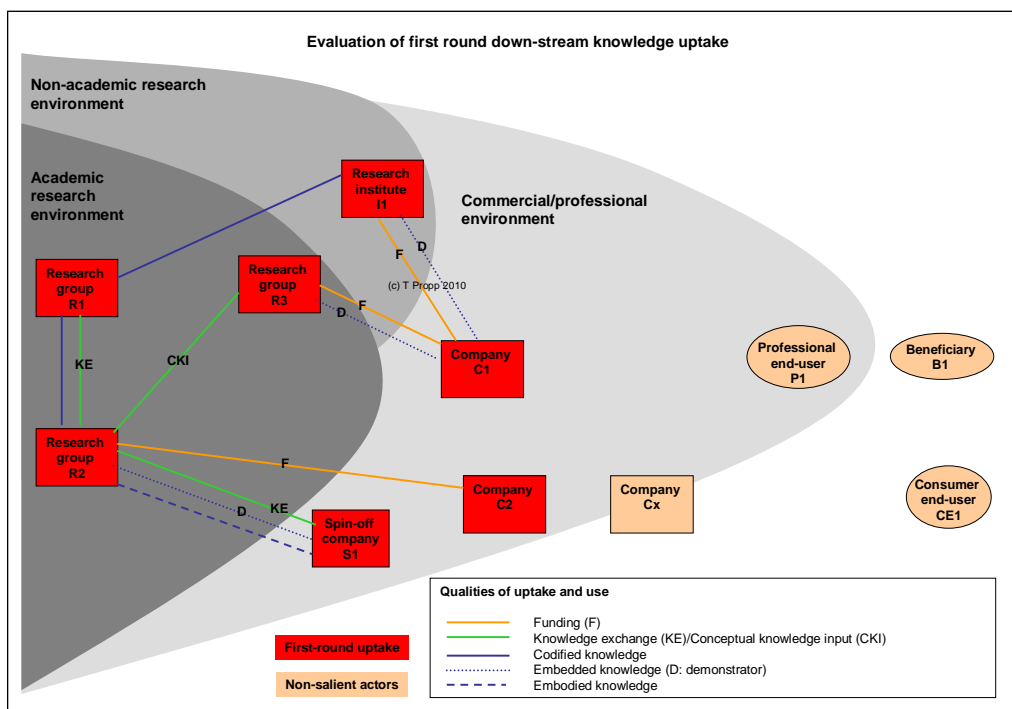 Evaluation of first round down-stream knowledge uptake
Non-academic research
environment
Academic
research
environment
Research
institute
I1
Commercial/professional
environment
D
F
Research
group
R1
Research
group
R3
(c) T Propp 2010
F
D
KE
CKI
Company
C1
Professional
end-user
P1
Beneficiary
B1
Research
group
R2
F
Company
C2
Company
Cx
Consumer
end-user
CE1
D
KE
Spin-off
company
S1
Qualities of uptake and use
Funding (F)
Knowledge exchange (KE)/Conceptual knowledge input (CKI)
Codified knowledge
Embedded knowledge (D: demonstrator)
Embodied knowledge
First-round uptake
Non-salient actors